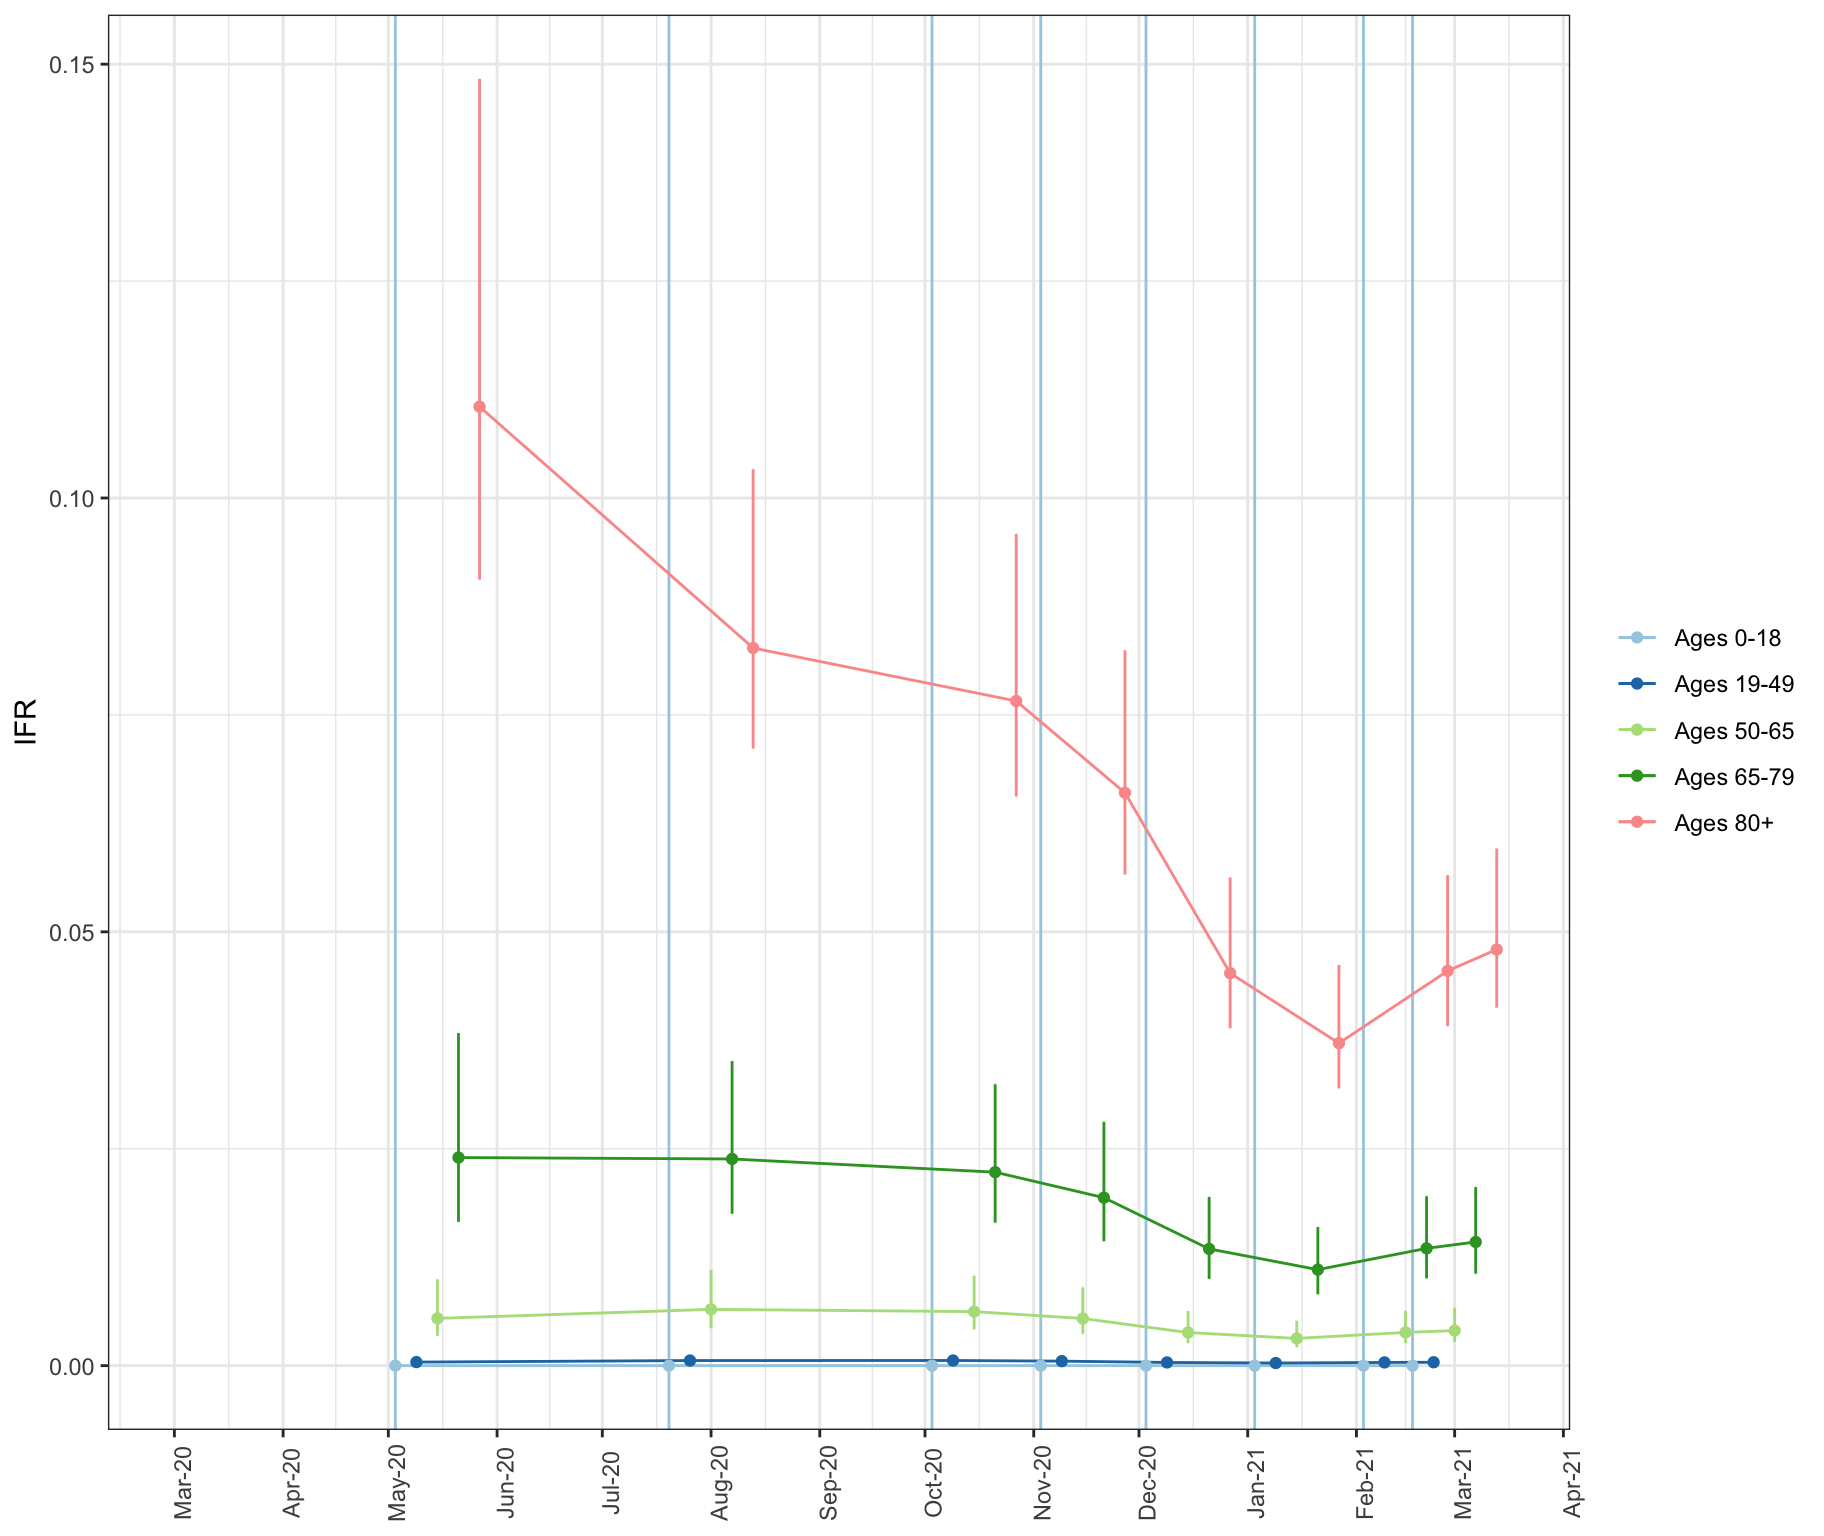 0.15
0.10
0.05
0.00
IFR
Mar-20
Apr-20
May-20
Jun-20
Jul-20
Aug-20
Sep-20
Oct-20
Nov-20
Dec-20
Jan-21
Feb-21
Mar-21
Apr-21
Ages 0-18
Ages 19-49
Ages 50-65
Ages 65-79
Ages 80+